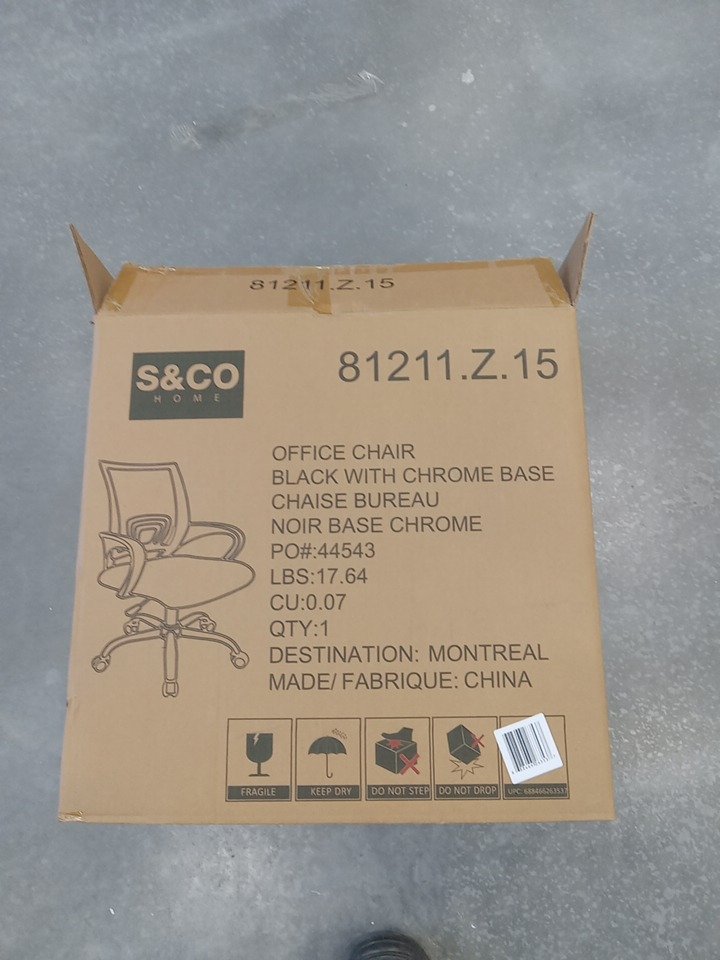 81211.Z.15
S&CO
HOME
81211.Z.15
OFFICE CHAIR
BLACK WITH CHROME BASE
CHAISE BUREAU
NOIR BASE CHROME
PO#:44543
LBS:17.64
CU:0.07
QTY:1
DESTINATION: MONTREAL
MADE/ FABRIQUE: CHINA
FRAGILE
KEEP DRY
DO NOT STEP
DO NOT DROP
UPC: 688466263537